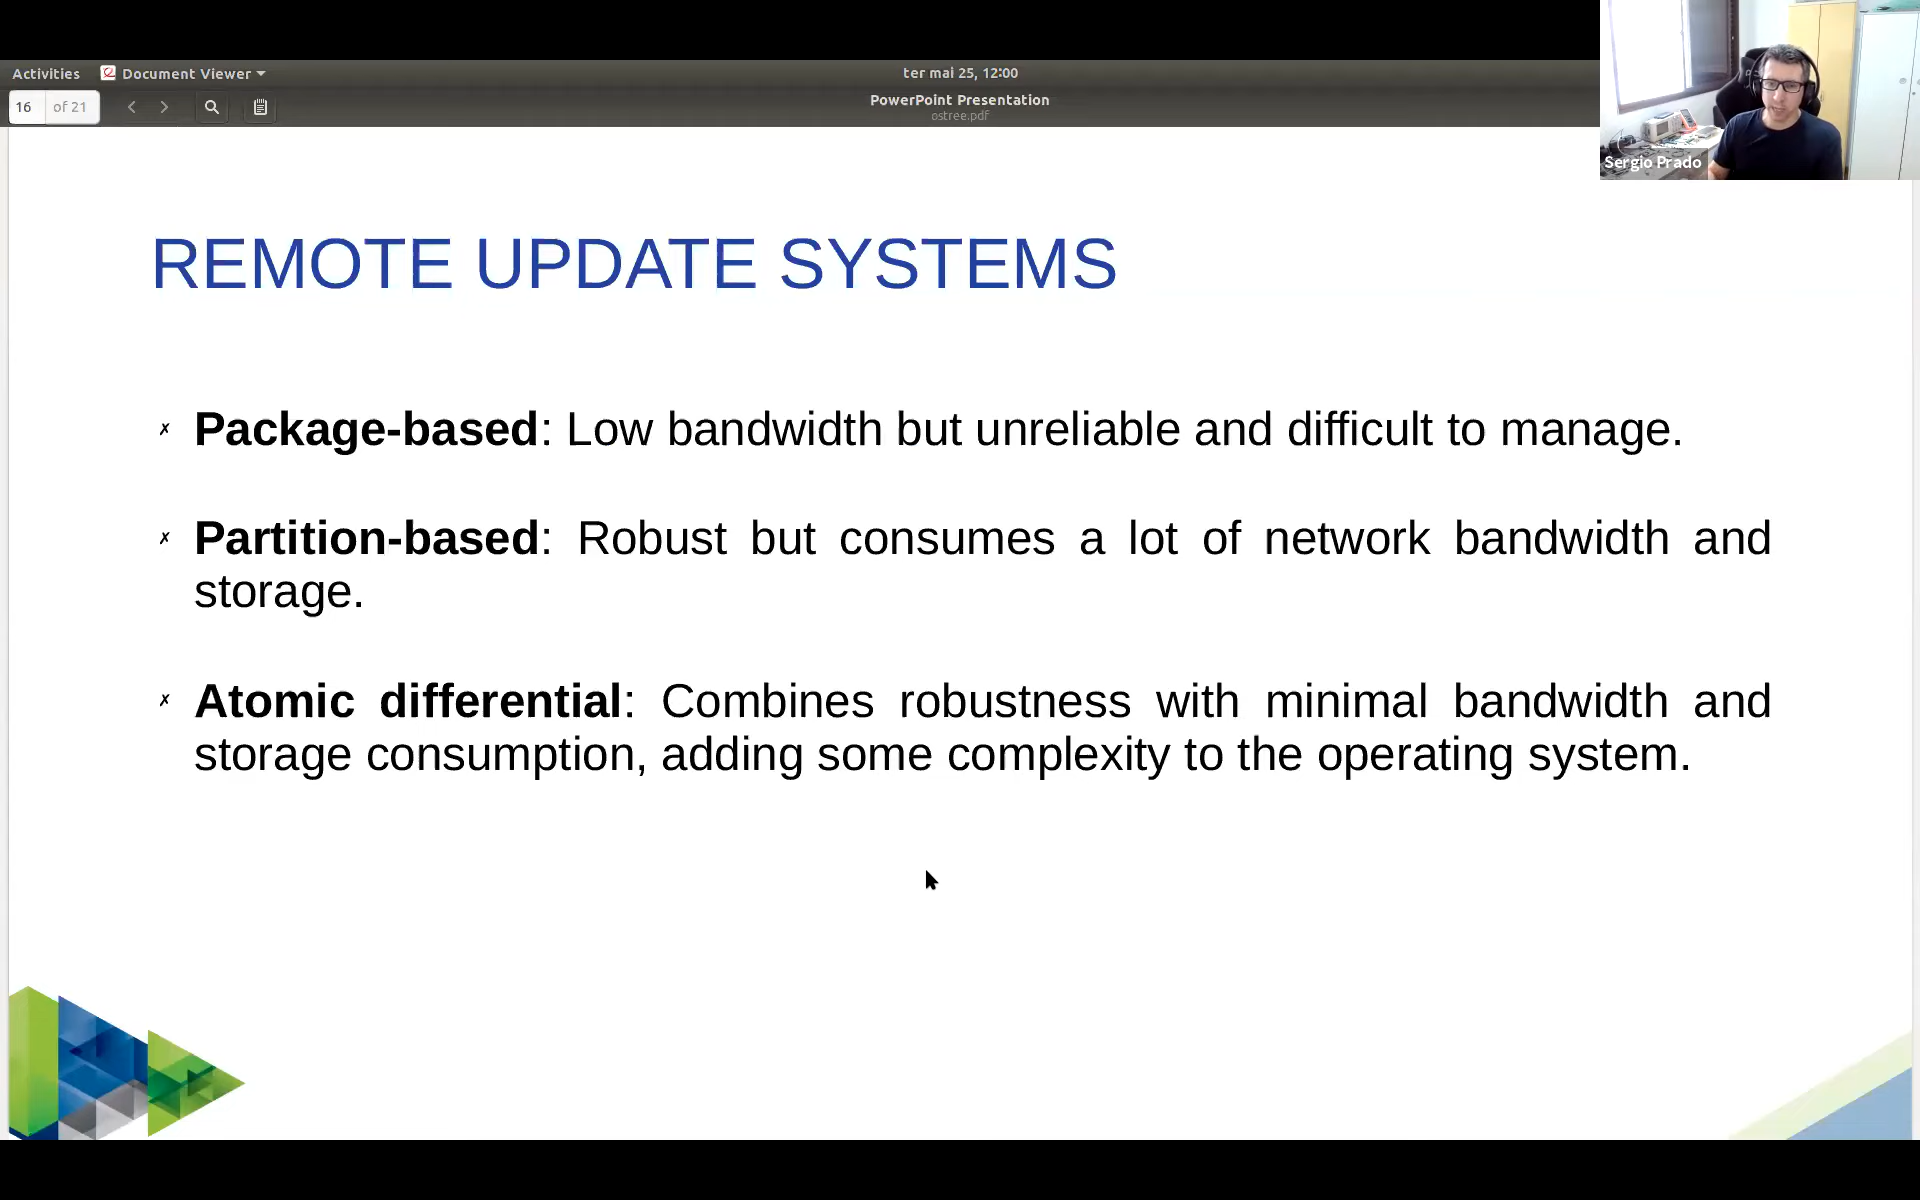 Activities Document Viewer ter mai 25, 12:00
16 of 21 PowerPoint Presentation
ostree.pdf
Sergio Prado
REMOTE UPDATE SYSTEMS
✗ Package-based: Low bandwidth but unreliable and difficult to manage.
✗ Partition-based: Robust but consumes a lot of network bandwidth and
storage.
✗ Atomic differential: Combines robustness with minimal bandwidth and
storage consumption, adding some complexity to the operating system.